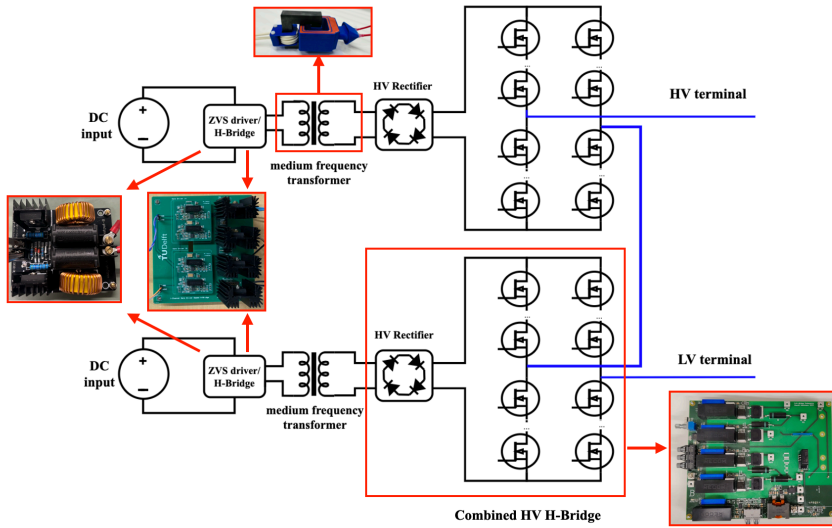 HV Rectifier
HV terminal
+
DC
input
−
ZVS driver/
H-Bridge
medium frequency
transformer
TUDelft
HV Rectifier
LV terminal
+
DC
input
−
ZVS driver/
H-Bridge
medium frequency
transformer
Combined HV H-Bridge